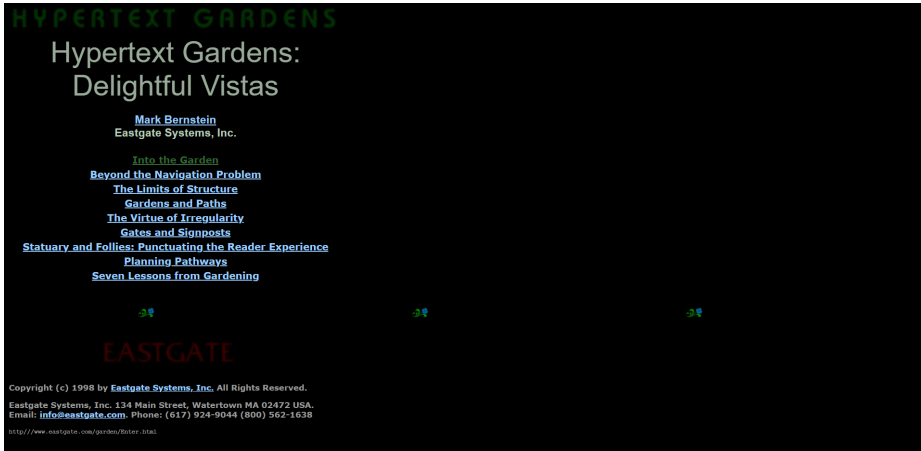 HYPERTEXT GARDENS
Hypertext Gardens:
Delightful Vistas
Mark Bernstein
Eastgate Systems, Inc.
Into the Garden
Beyond the Navigation Problem
The Limits of Structure
Gardens and Paths
The Virtue of Irregularity
Gates and Signposts
Statuary and Follies: Punctuating the Reader Experience
Planning Pathways
Seven Lessons from Gardening
EASTGATE
Copyright (c) 1998 by Eastgate Systems, Inc. All Rights Reserved.
Eastgate Systems, Inc. 134 Main Street, Watertown MA 02472 USA.
Email: info@eastgate.com. Phone: (617) 924-9044 (800) 562-1638
http///www.eastgate.com/garden/Enter.html